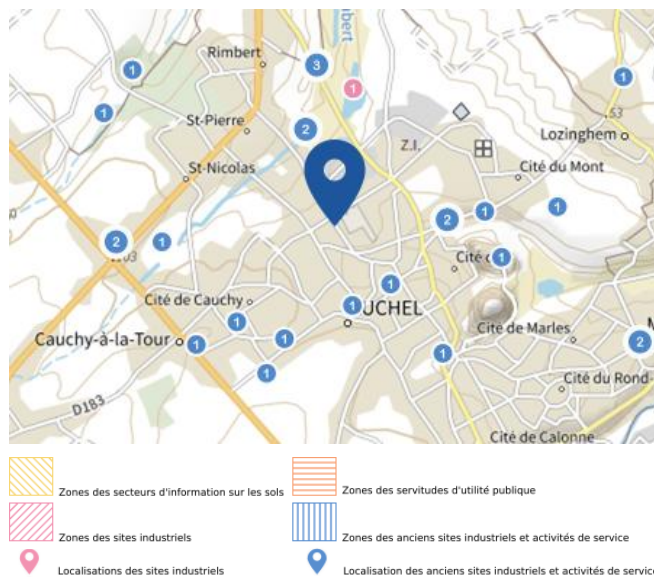 Rimbert
3
1
1
1
1
St-Pierre
2
Z.I.
53
Lozinghem
St-Nicolas
Cité du Mont
2
1
1
2
1
Cité d
1
1
Cité de Cauchy
1
UCHEL
1
Cité de Marles
Cauchy-à-la-Tour
1
1
1
2
1
Cité du Rond-
D183
Cité de Calonne
Zones des secteurs d'information sur les sols
Zones des servitudes d'utilité publique
Zones des sites industriels
Zones des anciens sites industriels et activités de service
Localisations des sites industriels
Localisation des anciens sites industriels et activités de service